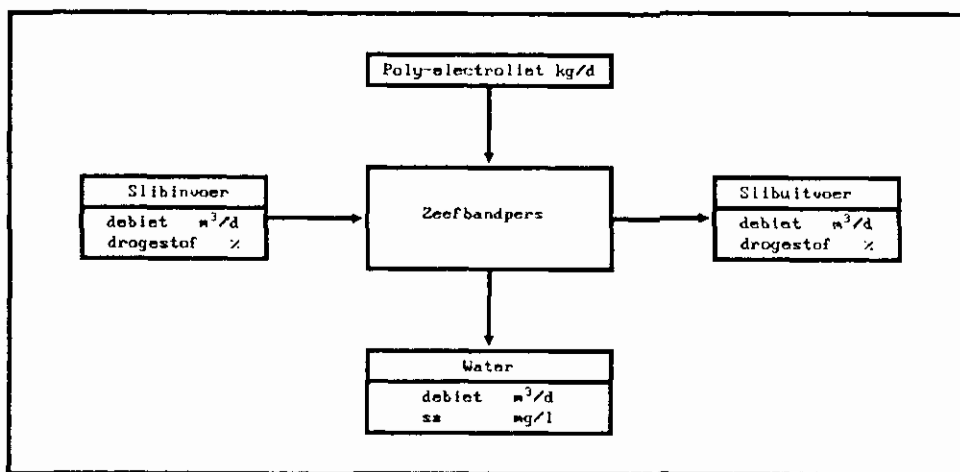 Poly-electroliet kg/d
Slibinvoer
debiet m³/d
drogestof %
Zeefbandpers
Slibuitvoer
debiet m³/d
drogestof %
Water
debiet m³/d
ss mg/l